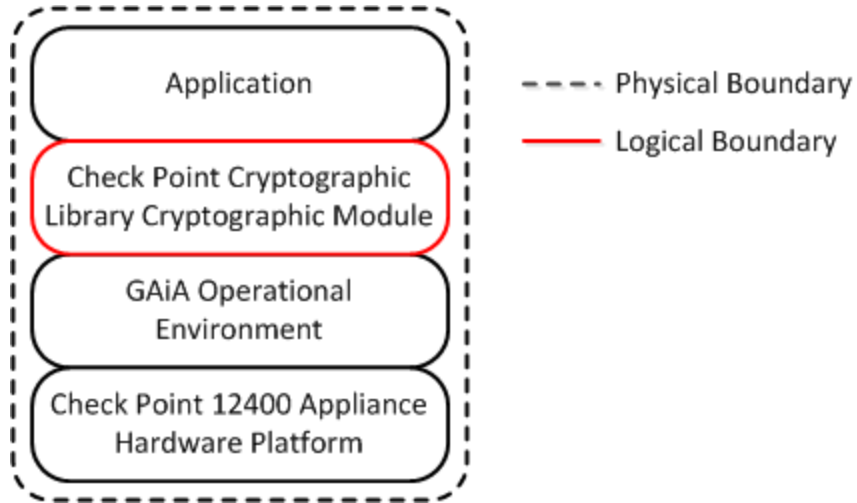 Application
Check Point Cryptographic
Library Cryptographic Module
GAiA Operational
Environment
Check Point 12400 Appliance
Hardware Platform
Physical Boundary
Logical Boundary